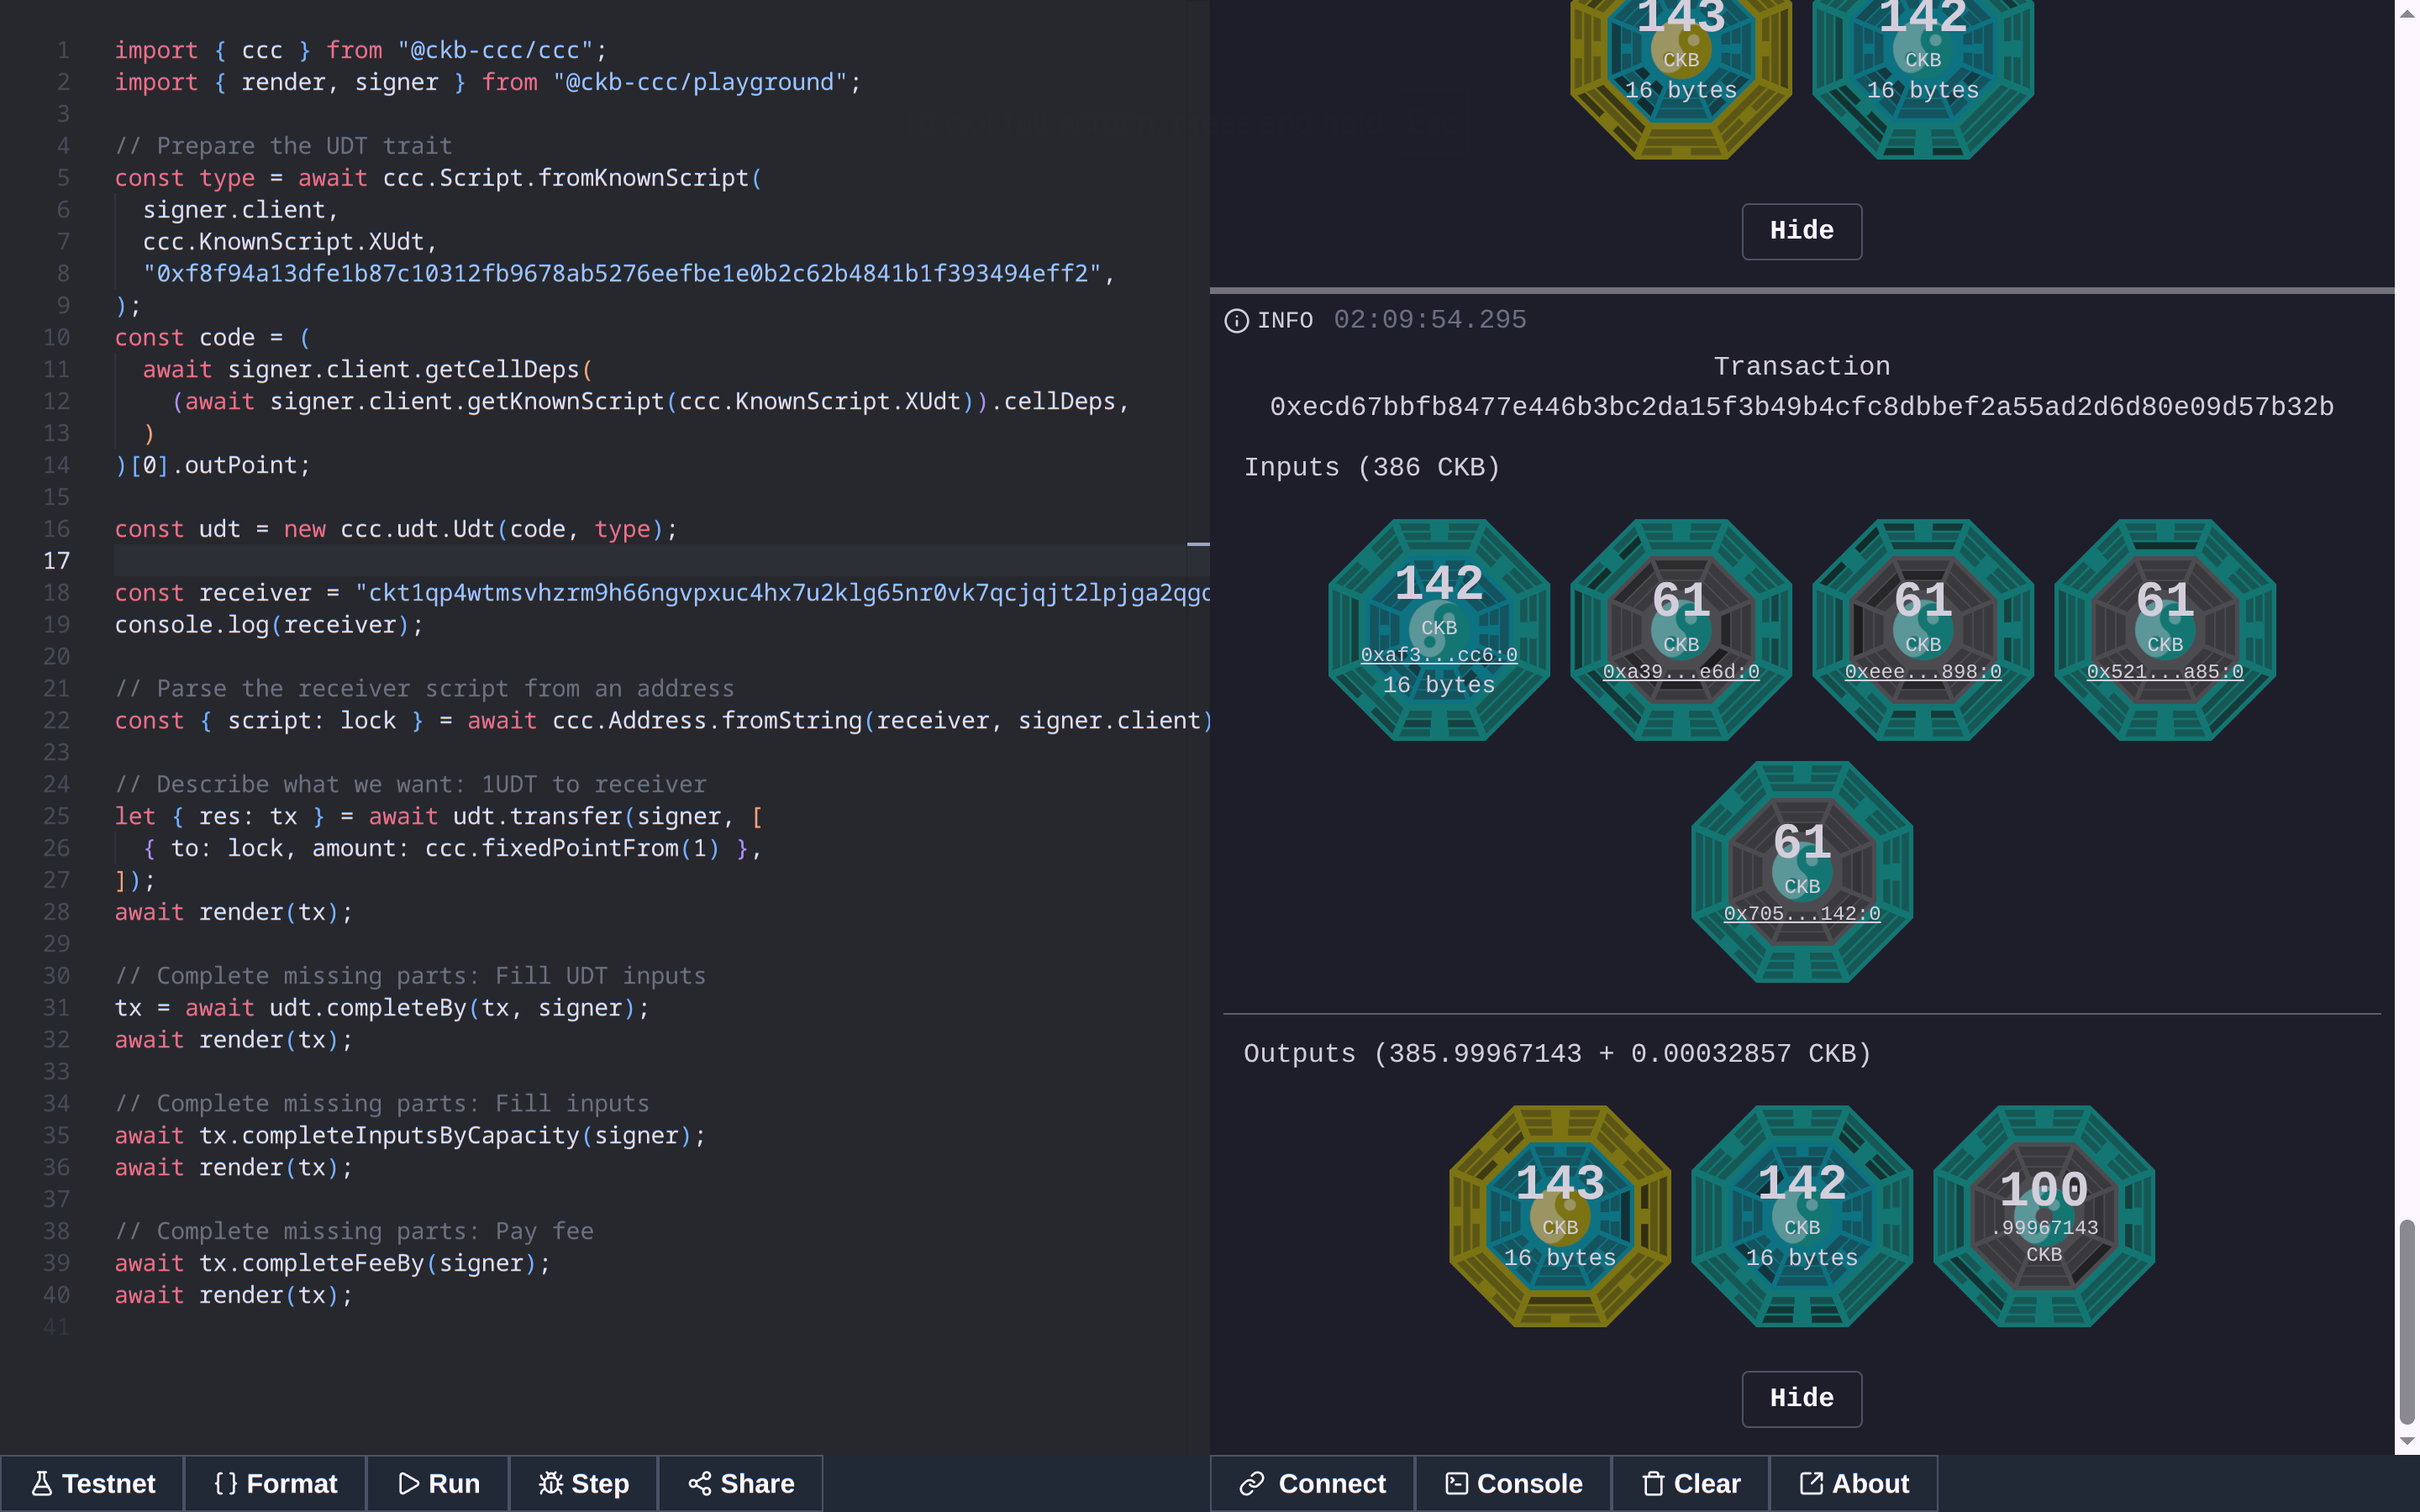 1 import { ccc } from "@ckb-ccc/ccc";
2 import { render, signer } from "@ckb-ccc/playground";
3
4 // Prepare the UDT trait
5 const type = await ccc.Script.fromKnownScript(
6 signer.client,
7 ccc.KnownScript.XUdt,
8 "0xf8f94a13dfe1b87c10312fb9678ab5276eefbe1e0b2c62b4841b1f393494eff2",
9 );
10 const code = (
11 await signer.client.getCellDeps(
12 (await signer.client.getKnownScript(ccc.KnownScript.XUdt)).cellDeps,
13 )
14 )[0].outPoint;
15
16 const udt = new ccc.udt.Udt(code, type);
17
18 const receiver = "ckt1qp4wtmsvhzrm9h66ngvpxuc4hx7u2klg65nr0vk7qcjqjt2lpjga2qgc
19 console.log(receiver);
20
21 // Parse the receiver script from an address
22 const { script: lock } = await ccc.Address.fromString(receiver, signer.client)
23
24 // Describe what we want: 1UDT to receiver
25 let { res: tx } = await udt.transfer(signer, [
26 { to: lock, amount: ccc.fixedPointFrom(1) },
27 ]);
28 await render(tx);
29
30 // Complete missing parts: Fill UDT inputs
31 tx = await udt.completeBy(tx, signer);
32 await render(tx);
33
34 // Complete missing parts: Fill inputs
35 await tx.completeInputsByCapacity(signer);
36 await render(tx);
37
38 // Complete missing parts: Pay fee
39 await tx.completeFeeBy(signer);
40 await render(tx);
41
Testnet {} Format Run Step Share
143 142
CKB CKB
16 bytes 16 bytes
Hide
INFO 02:09:54.295
Transaction
0xecd67bbfb8477e446b3bc2da15f3b49b4cfc8dbbef2a55ad2d6d80e09d57b32b
Inputs (386 CKB)
142 61 61 61
CKB CKB CKB CKB
0xaf3...cc6:0 0xa39...e6d:0 0xeee...898:0 0x521...a85:0
16 bytes
61
CKB
0x705...142:0
Outputs (385.99967143 + 0.00032857 CKB)
143 142 100
CKB CKB .99967143
16 bytes 16 bytes CKB
Hide
Connect Console Clear About